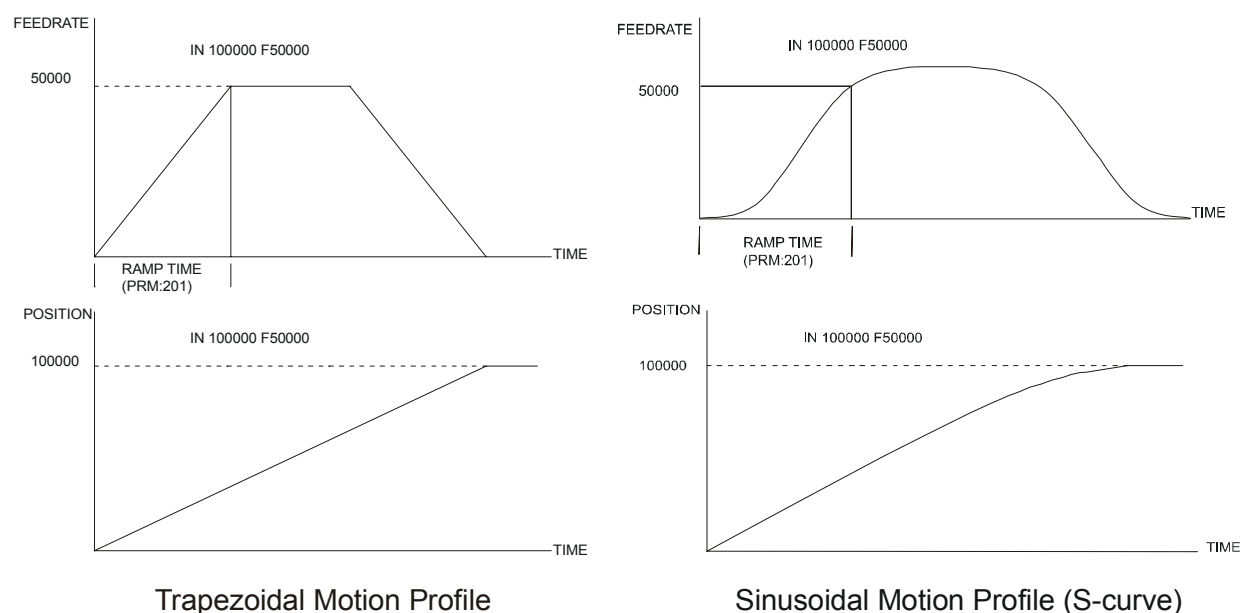 FEEDRATE
IN 100000 F50000
50000
TIME
RAMP TIME
(PRM:201)
POSITION
IN 100000 F50000
100000
TIME
Trapezoidal Motion Profile
FEEDRATE
IN 100000 F50000
50000
TIME
RAMP TIME
(PRM:201)
POSITION
IN 100000 F50000
100000
TIME
Sinusoidal Motion Profile (S-curve)